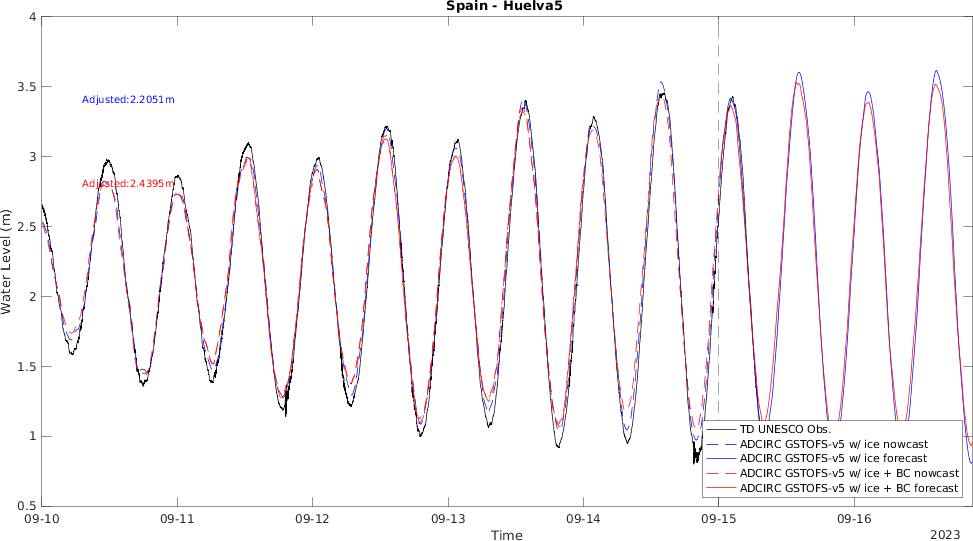 Spain - Huelva5
4
3.5
3
2.5
2
1.5
1
0.5
Water Level (m)
Adjusted:2.2051m
Adjusted:2.4395m
TD UNESCO Obs.
ADCIRC GSTOFS-v5 w/ ice nowcast
ADCIRC GSTOFS-v5 w/ ice forecast
ADCIRC GSTOFS-v5 w/ ice + BC nowcast
ADCIRC GSTOFS-v5 w/ ice + BC forecast
09-10 09-11 09-12 09-13 09-14 09-15 09-16
Time
2023